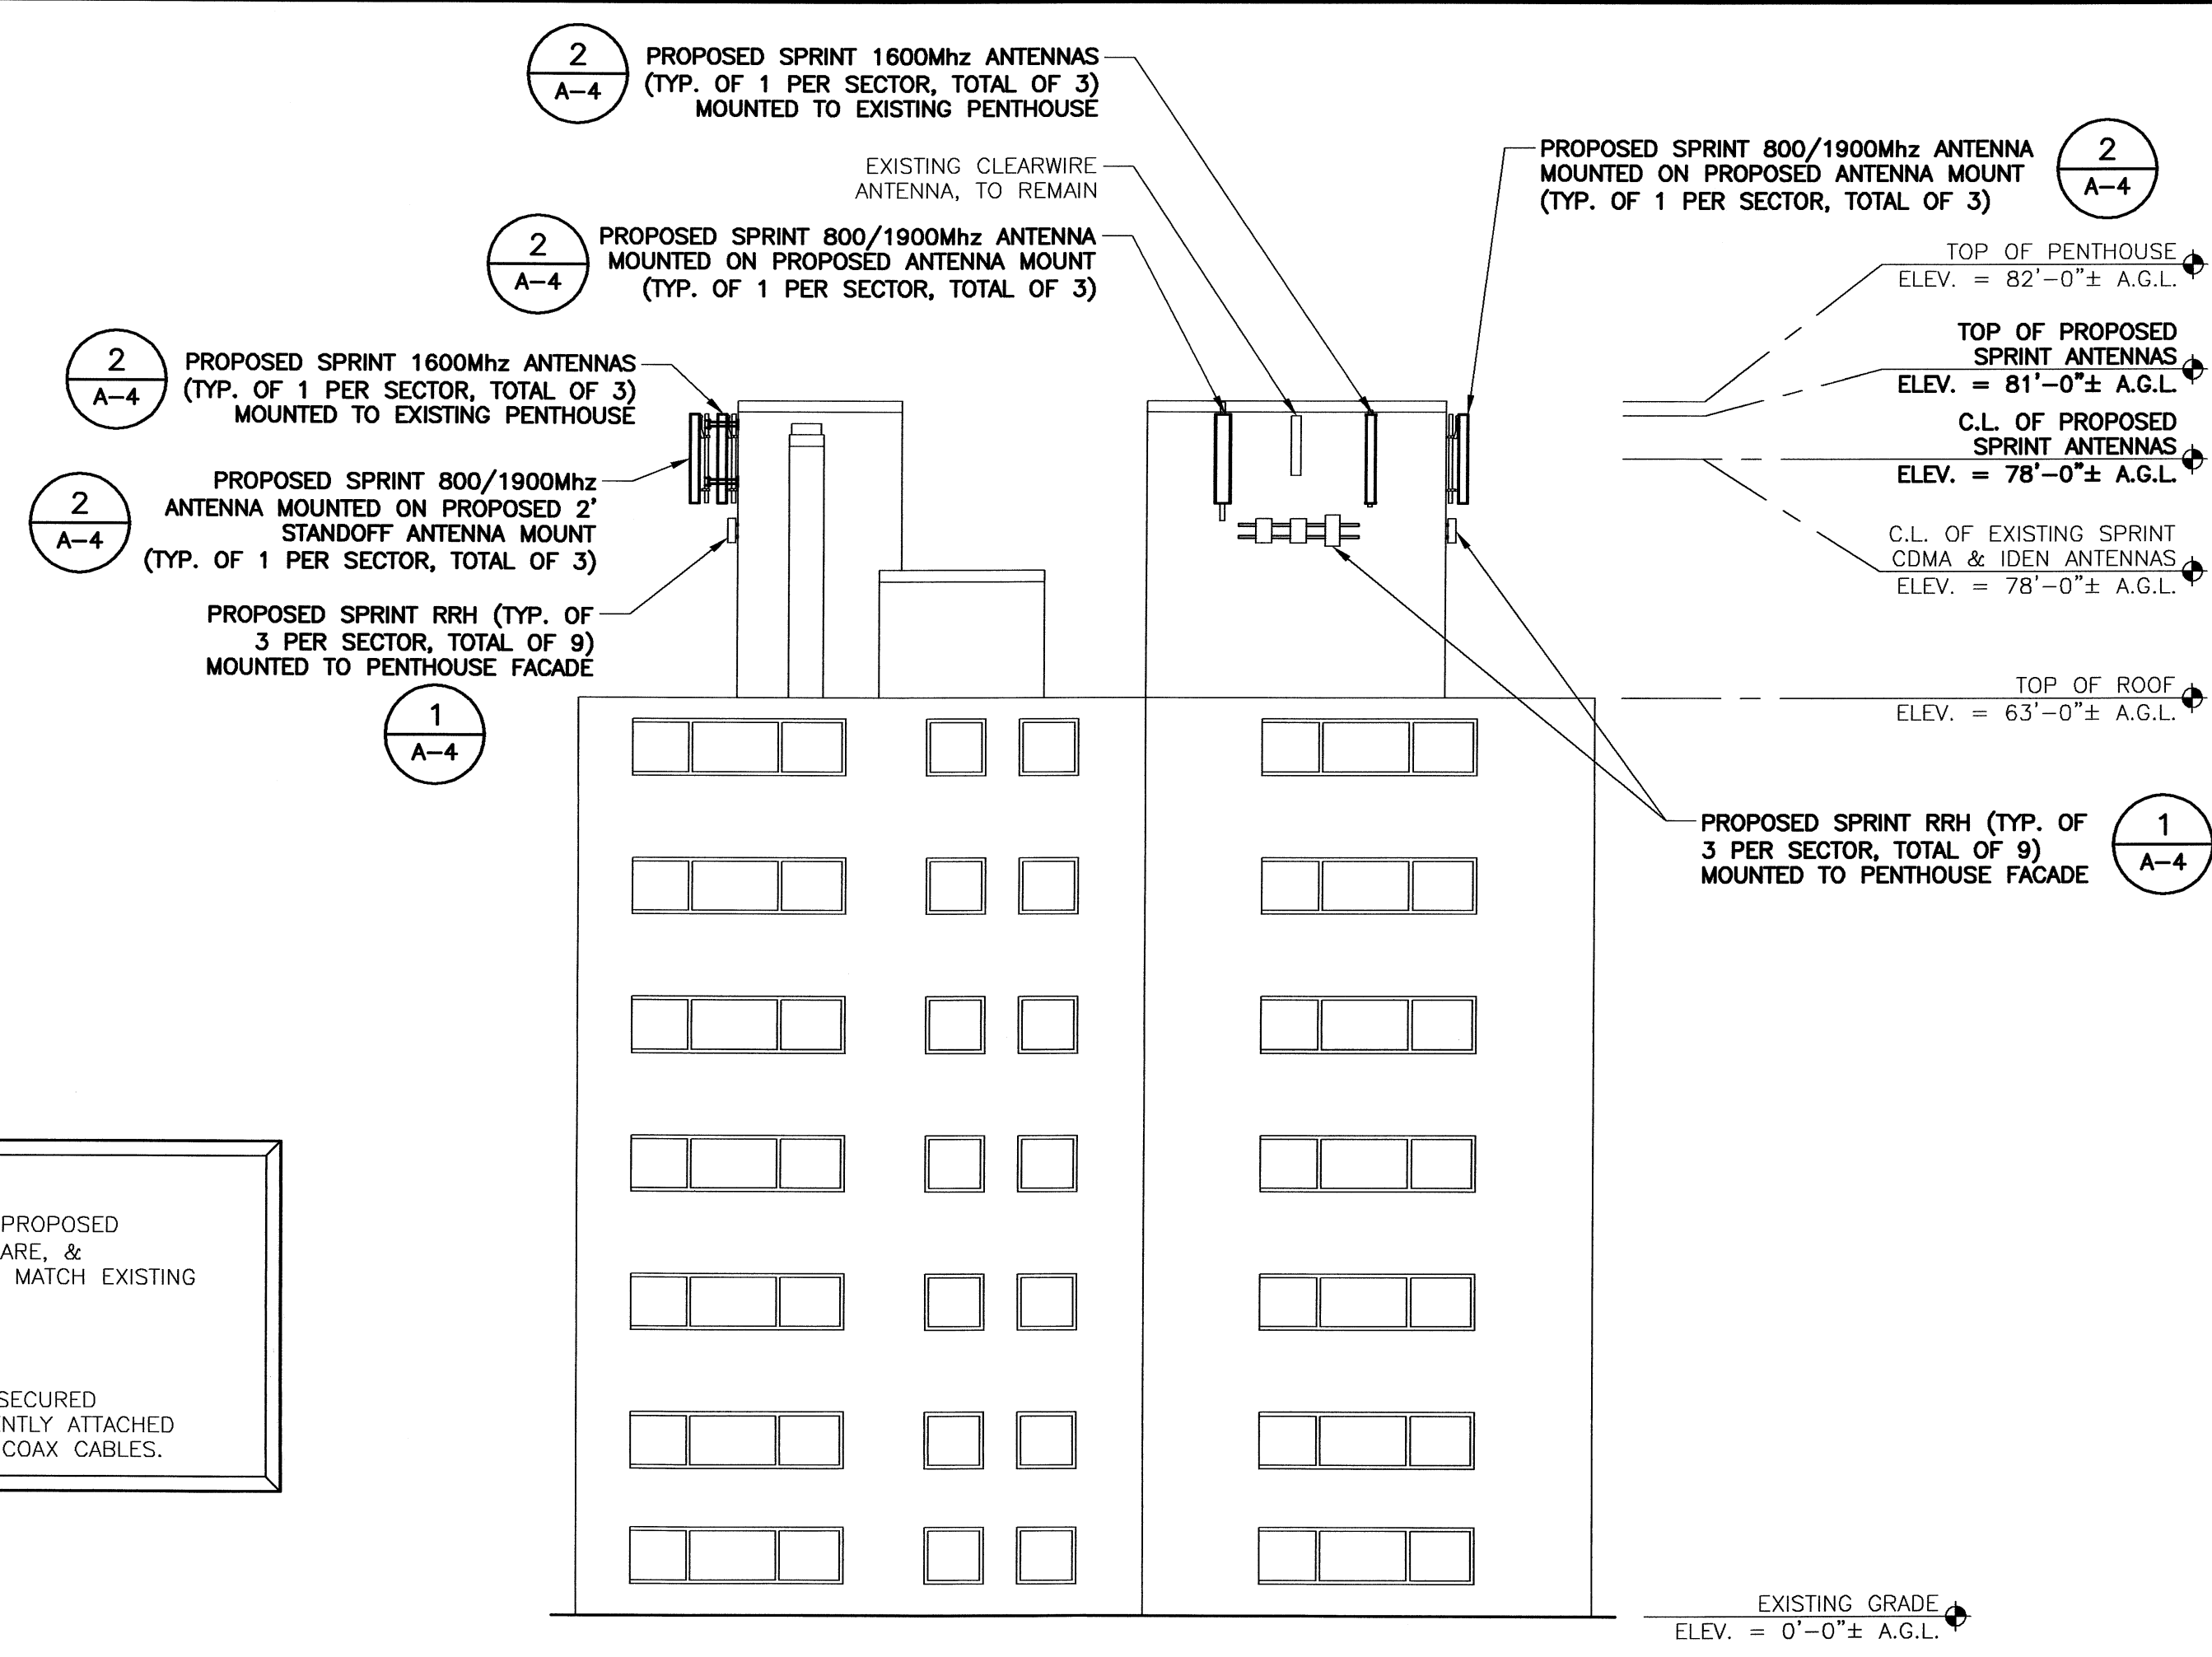 2
A-4
PROPOSED SPRINT 1600Mhz ANTENNAS
(TYP. OF 1 PER SECTOR, TOTAL OF 3)
MOUNTED TO EXISTING PENTHOUSE
EXISTING CLEARWIRE
ANTENNA, TO REMAIN
2
A-4
PROPOSED SPRINT 800/1900Mhz ANTENNA
MOUNTED ON PROPOSED ANTENNA MOUNT
(TYP. OF 1 PER SECTOR, TOTAL OF 3)
2
A-4
PROPOSED SPRINT 1600Mhz ANTENNAS
(TYP. OF 1 PER SECTOR, TOTAL OF 3)
MOUNTED TO EXISTING PENTHOUSE
2
A-4
PROPOSED SPRINT 800/1900Mhz
ANTENNA MOUNTED ON PROPOSED 2'
STANDOFF ANTENNA MOUNT
(TYP. OF 1 PER SECTOR, TOTAL OF 3)
PROPOSED SPRINT RRH (TYP. OF
3 PER SECTOR, TOTAL OF 9)
MOUNTED TO PENTHOUSE FACADE
1
A-4
PROPOSED SPRINT 800/1900Mhz ANTENNA
MOUNTED ON PROPOSED ANTENNA MOUNT
(TYP. OF 1 PER SECTOR, TOTAL OF 3)
2
A-4
TOP OF PENTHOUSE
ELEV. = 82'-0"± A.G.L.
TOP OF PROPOSED
SPRINT ANTENNAS
ELEV. = 81'-0"± A.G.L.
C.L. OF PROPOSED
SPRINT ANTENNAS
ELEV. = 78'-0"± A.G.L.
C.L. OF EXISTING SPRINT
CDMA & IDEN ANTENNAS
ELEV. = 78'-0"± A.G.L.
TOP OF ROOF
ELEV. = 63'-0"± A.G.L.
PROPOSED SPRINT RRH (TYP. OF
3 PER SECTOR, TOTAL OF 9)
MOUNTED TO PENTHOUSE FACADE
1
A-4
PROPOSED
ARE, &
MATCH EXISTING
SECURED
ENTLY ATTACHED
COAX CABLES.
EXISTING GRADE
ELEV. = 0'-0"± A.G.L.